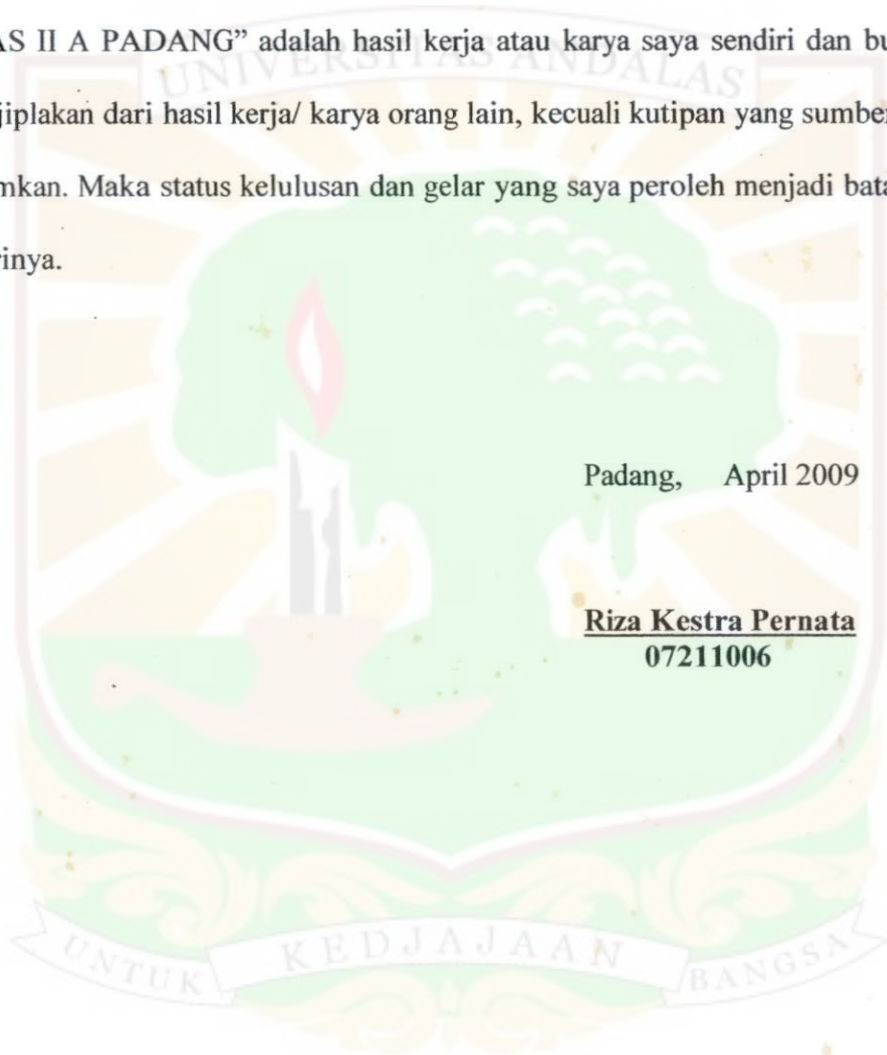 AS II A PADANG” adalah hasil kerja atau karya saya sendiri dan bu
UNIVERSITAS ANDALAS
jiplakan dari hasil kerja/ karya orang lain, kecuali kutipan yang sumber
mkan. Maka status kelulusan dan gelar yang saya peroleh menjadi bata
inya.
Padang, April 2009
Riza Kestra Pernata
07211006
UNTUK KEDJAJAAN BANGSA